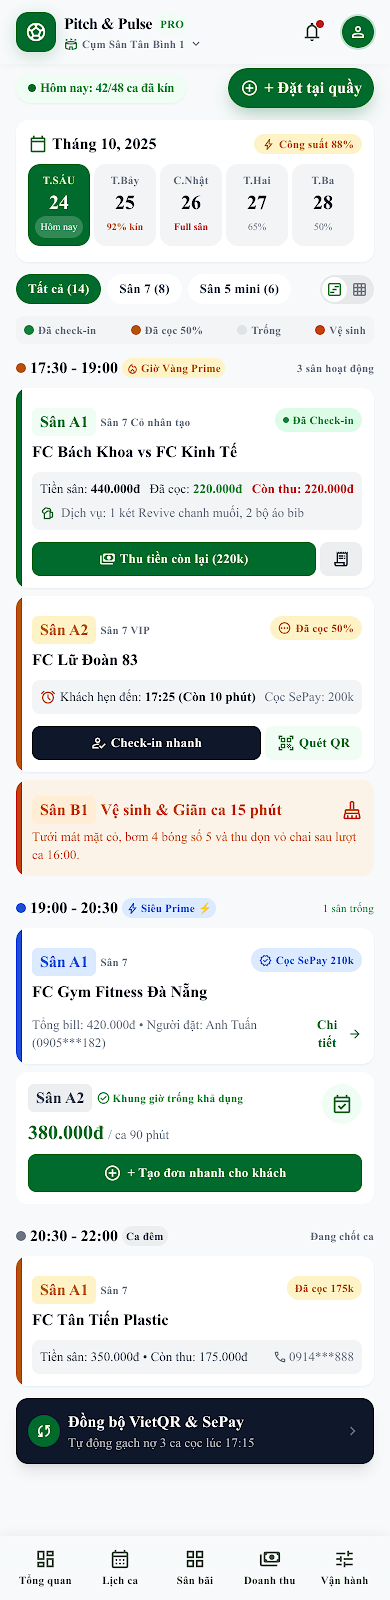 Pitch & Pulse PRO
Cụm Sân Tân Bình 1
Hôm nay: 42/48 ca đã kín
+ Đặt tại quầy
Tháng 10, 2025
Công suất 88%
T.SÁU T.Bảy C.Nhật T.Hai T.Ba
24 25 26 27 28
Hôm nay 92% kín Full sân 65% 50%
Tất cả (14) Sân 7 (8) Sân 5 mini (6)
Đã check-in Đã cọc 50% Trống Vệ sinh
17:30 - 19:00 Giờ Vàng Prime 3 sân hoạt động
Sân A1 Sân 7 Cỏ nhân tạo Đã Check-in
FC Bách Khoa vs FC Kinh Tế
Tiền sân: 440.000đ Đã cọc: 220.000đ Còn thu: 220.000đ
Dịch vụ: 1 két Revive chanh muối, 2 bộ áo bib
Thu tiền còn lại (220k)
Sân A2 Sân 7 VIP Đã cọc 50%
FC Lữ Đoàn 83
Khách hẹn đến: 17:25 (Còn 10 phút) Cọc SePay: 200k
Check-in nhanh Quét QR
Sân B1 Vệ sinh & Giãn ca 15 phút
Tưới mát mặt cỏ, bơm 4 bóng số 5 và thu dọn vỏ chai sau lượt
ca 16:00.
19:00 - 20:30 Siêu Prime ⚡ 1 sân trống
Sân A1 Sân 7 Cọc SePay 210k
FC Gym Fitness Đà Nẵng
Tổng bill: 420.000đ • Người đặt: Anh Tuấn
(0905***182)
Chi
tiết
Sân A2 Khung giờ trống khả dụng
380.000đ / ca 90 phút
+ Tạo đơn nhanh cho khách
20:30 - 22:00 Ca đêm Đang chốt ca
Sân A1 Sân 7 Đã cọc 175k
FC Tân Tiến Plastic
Tiền sân: 350.000đ • Còn thu: 175.000đ 0914***888
Đồng bộ VietQR & SePay
Tự động gạch nợ 3 ca cọc lúc 17:15
Tổng quan Lịch ca Sân bãi Doanh thu Vận hành